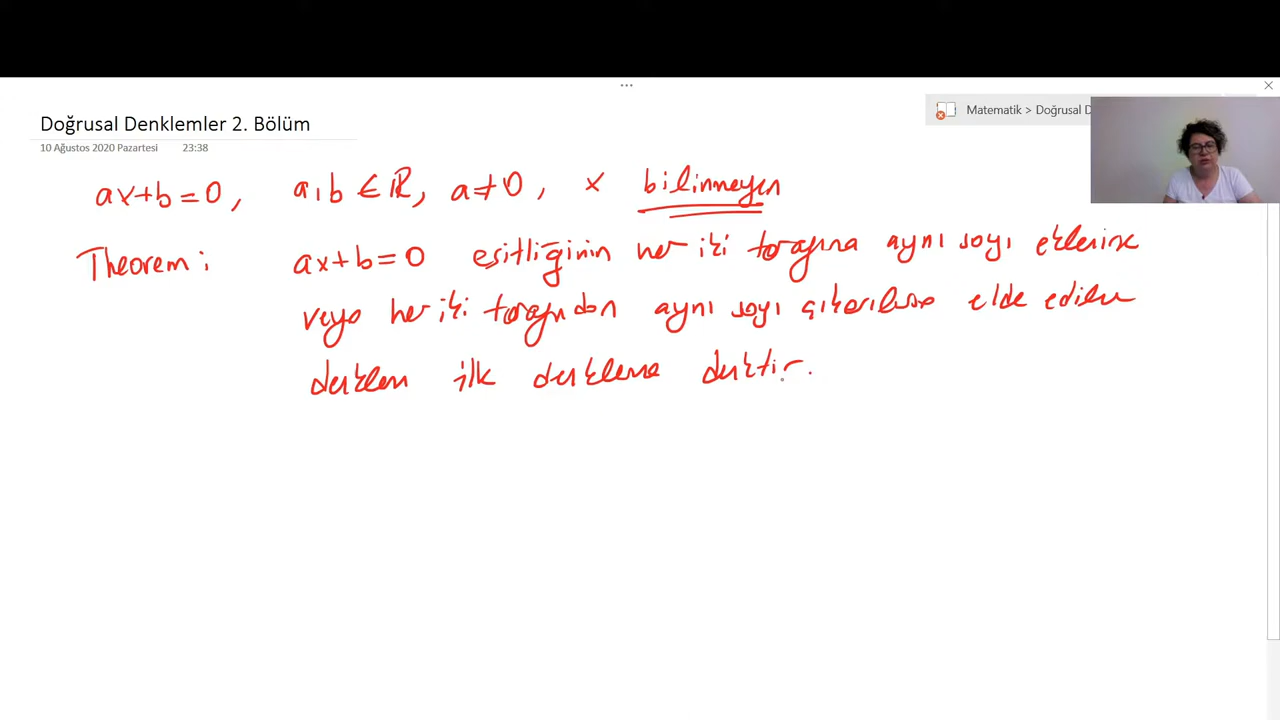 ...
Doğrusal Denklemler 2. Bölüm
Matematik > Doğrusal D
10 Ağustos 2020 Pazartesi 23:38
ax+b=0, a,b ∈ ℝ, a≠0, x bilinmeyen
Theorem: ax+b=0 eşitliğinin her iki tarafına aynı sayı eklenirse
veya her iki tarafından aynı sayı çıkarılırsa elde edilen
denklem ilk denkleme denktir.